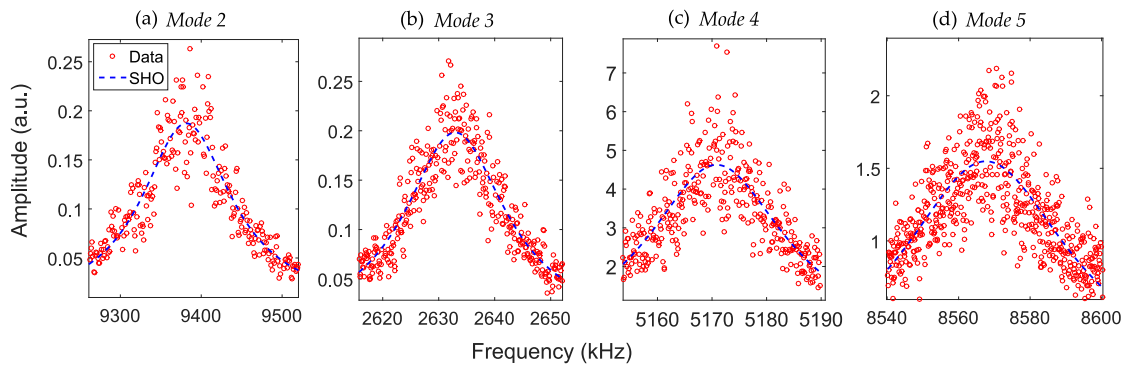 (a) Mode 2
(b) Mode 3
(c) Mode 4
(d) Mode 5
Data
SHO
Amplitude (a.u.)
0.25
0.2
0.15
0.1
0.05
9300 9400 9500
0.25
0.2
0.15
0.1
0.05
2620 2630 2640 2650
7
6
5
4
3
2
5160 5170 5180 5190
2
1.5
1
8540 8560 8580 8600
Frequency (kHz)